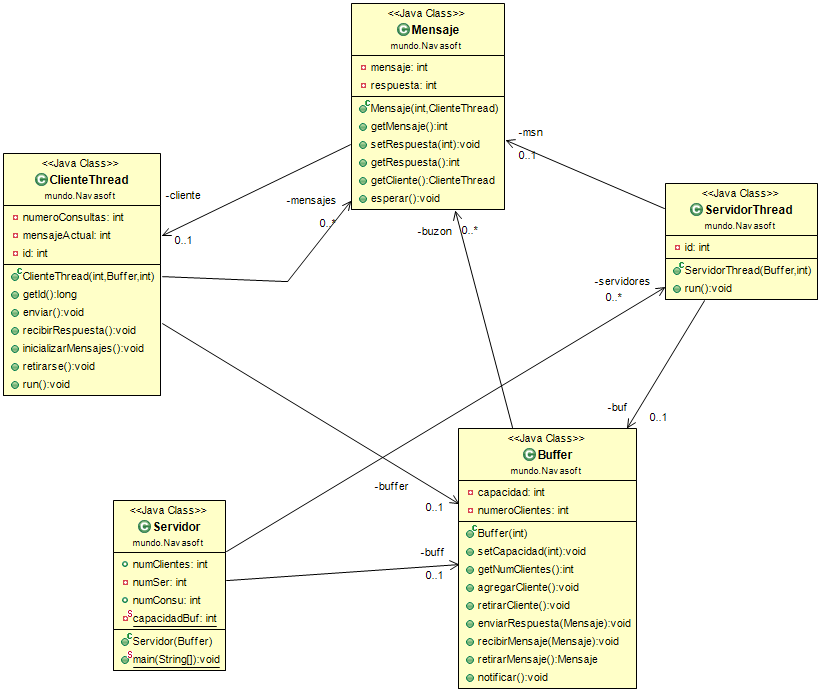 <<Java Class>>
Mensaje
mundo.Navasoft
mensaje: int
respuesta: int
Mensaje(int,ClienteThread)
getMensaje():int
setRespuesta(int):void
getRespuesta():int
getCliente():ClienteThread
esperar():void
-msn
0..1
<<Java Class>>
ClienteThread
mundo.Navasoft
numeroConsultas: int
mensajeActual: int
id: int
ClienteThread(int,Buffer,int)
getId():long
enviar():void
recibirRespuesta():void
inicializarMensajes():void
retirarse():void
run():void
-cliente
0..1
-mensajes
0..*
<<Java Class>>
ServidorThread
mundo.Navasoft
id: int
ServidorThread(Buffer,int)
run():void
-buzon
0..*
-servidores
0..*
-buf
0..1
<<Java Class>>
Buffer
mundo.Navasoft
capacidad: int
numeroClientes: int
Buffer(int)
setCapacidad(int):void
getNumClientes():int
agregarCliente():void
retirarCliente():void
enviarRespuesta(Mensaje):void
recibirMensaje(Mensaje):void
retirarMensaje():Mensaje
notificar():void
-buffer
0..1
-buff
0..1
<<Java Class>>
Servidor
mundo.Navasoft
numClientes: int
numSer: int
numConsu: int
capacidadBuf: int
Servidor(Buffer)
main(String[]):void